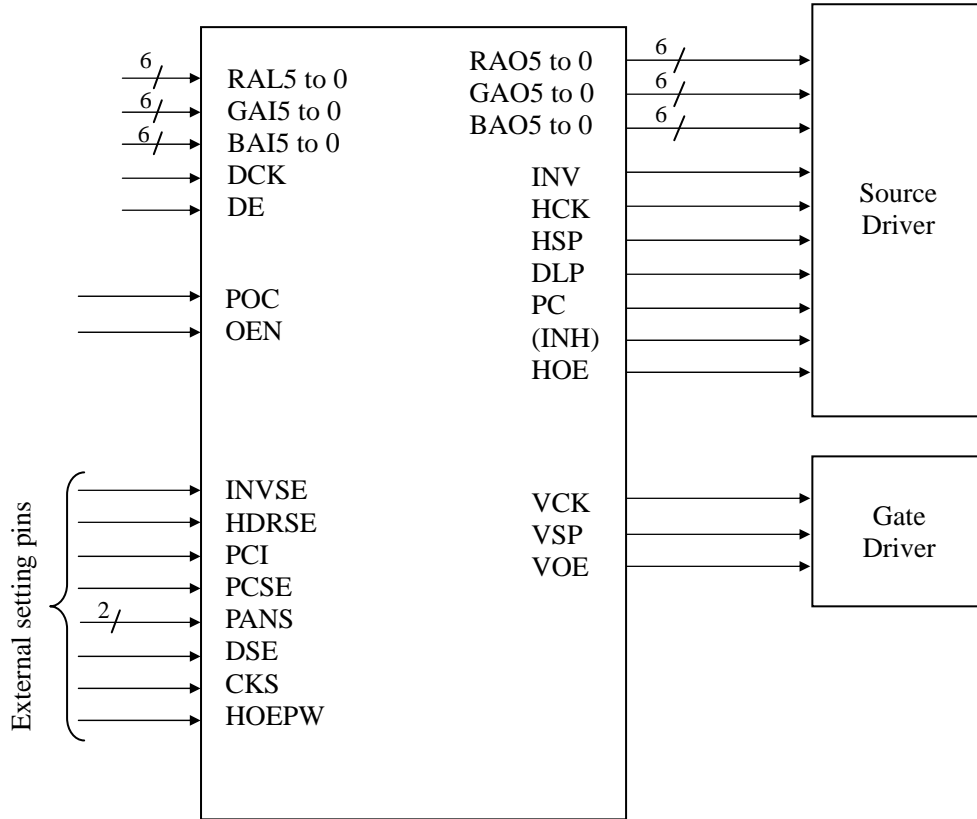 6
RAL5 to 0
6
GAI5 to 0
6
BAI5 to 0
DCK
DE
POC
OEN
External setting pins
INVSE
HDRSE
PCI
PCSE
2
PANS
DSE
CKS
HOEPW
RAO5 to 0
6
GAO5 to 0
6
BAO5 to 0
6
INV
HCK
HSP
DLP
PC
(INH)
HOE
VCK
VSP
VOE
Source
Driver
Gate
Driver